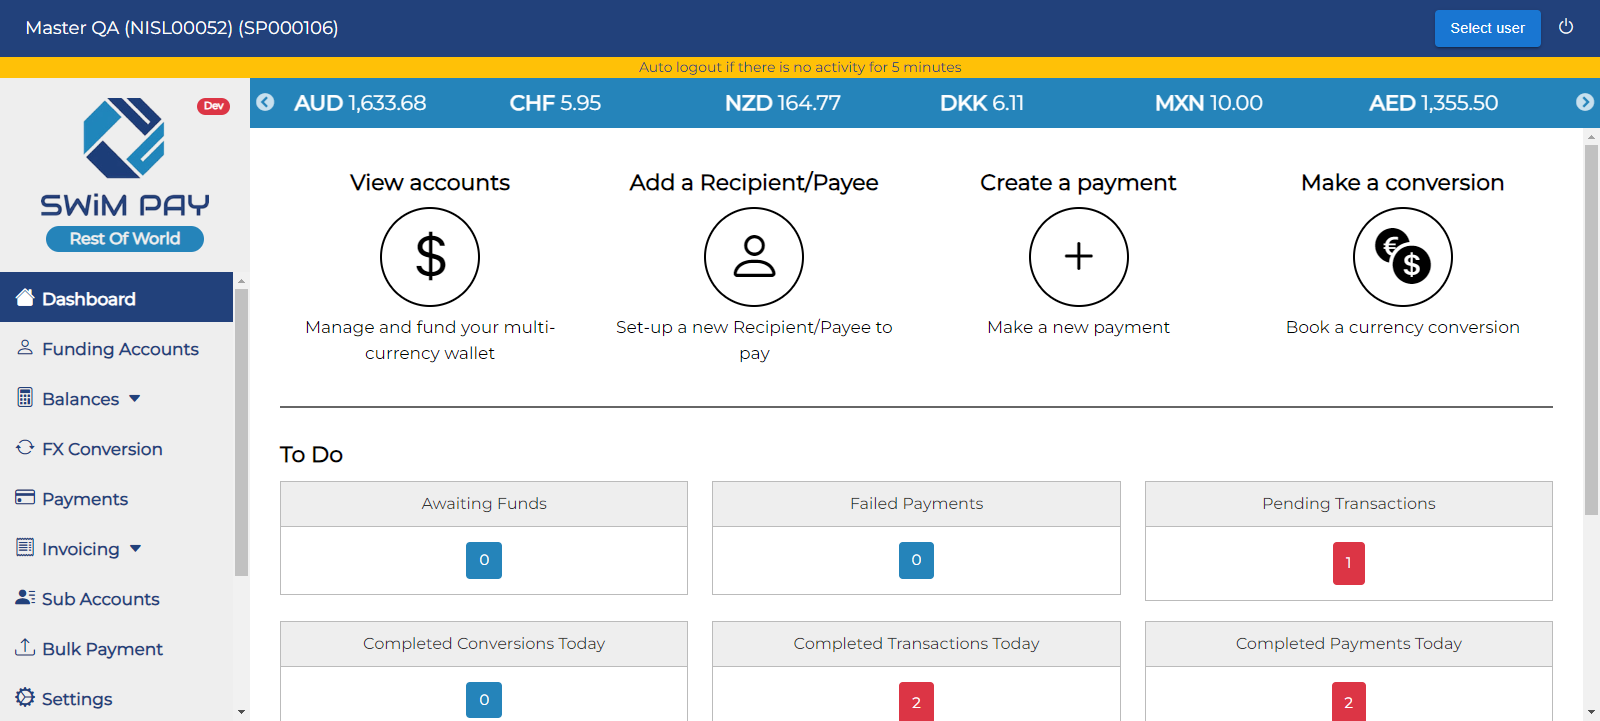 Master QA (NISL00052) (SP000106)
Select user
Auto logout if there is no activity for 5 minutes
Dev
SWiM PAY
Rest Of World
AUD 1,633.68
CHF 5.95
NZD 164.77
DKK 6.11
MXN 10.00
AED 1,355.50
Dashboard
Funding Accounts
Balances
FX Conversion
Payments
Invoicing
Sub Accounts
Bulk Payment
Settings
View accounts
$
Manage and fund your multi-
currency wallet
Add a Recipient/Payee
Set-up a new Recipient/Payee to
pay
Create a payment
+
Make a new payment
Make a conversion
€
$
Book a currency conversion
To Do
Awaiting Funds
0
Failed Payments
0
Pending Transactions
1
Completed Conversions Today
0
Completed Transactions Today
2
Completed Payments Today
2